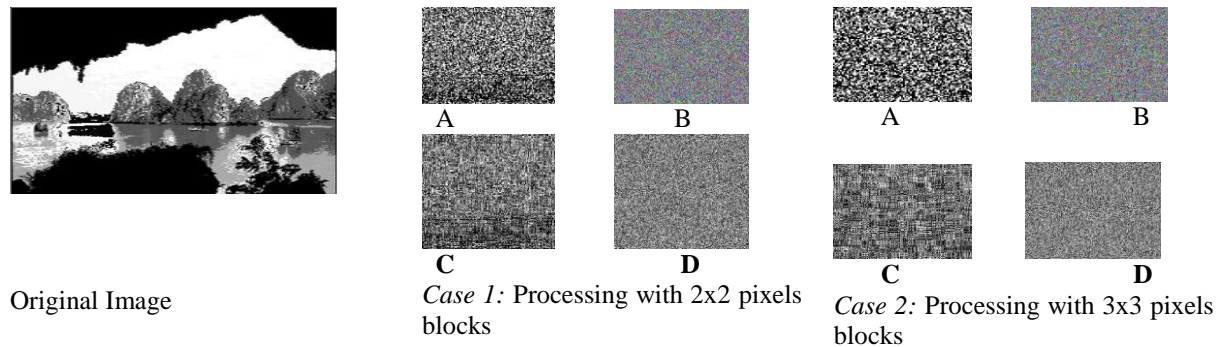 A
B
A
B
C
D
C
D
Original Image
Case 1: Processing with 2x2 pixels
blocks
Case 2: Processing with 3x3 pixels
blocks